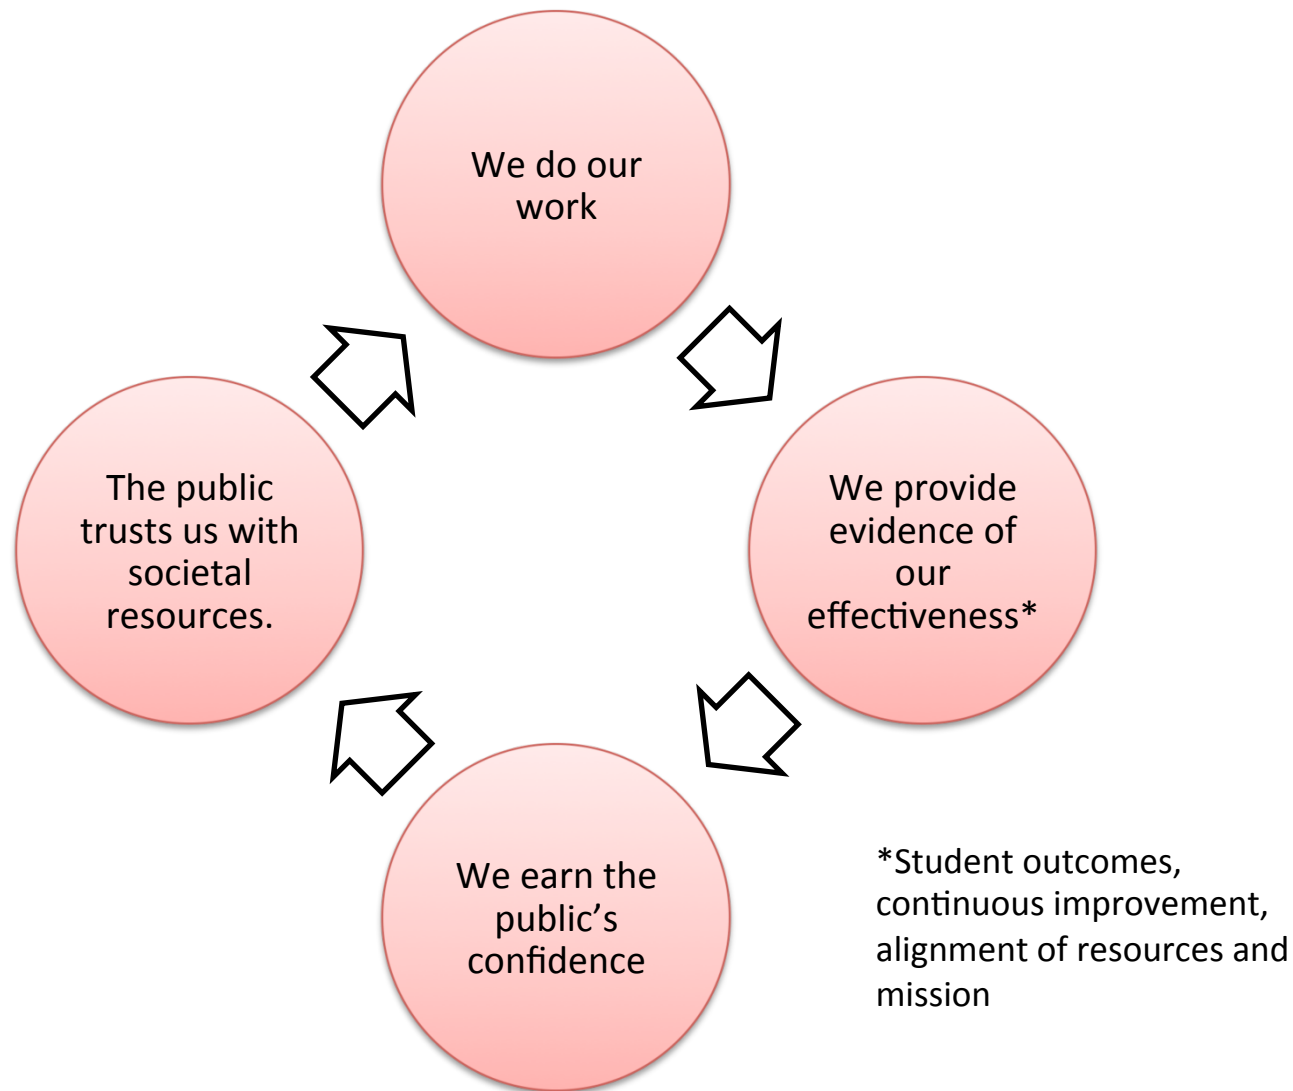 We do our
work
We provide
evidence of
our
effectiveness*
We earn the
public’s
confidence
The public
trusts us with
societal
resources.
*Student outcomes,
continuous improvement,
alignment of resources and
mission